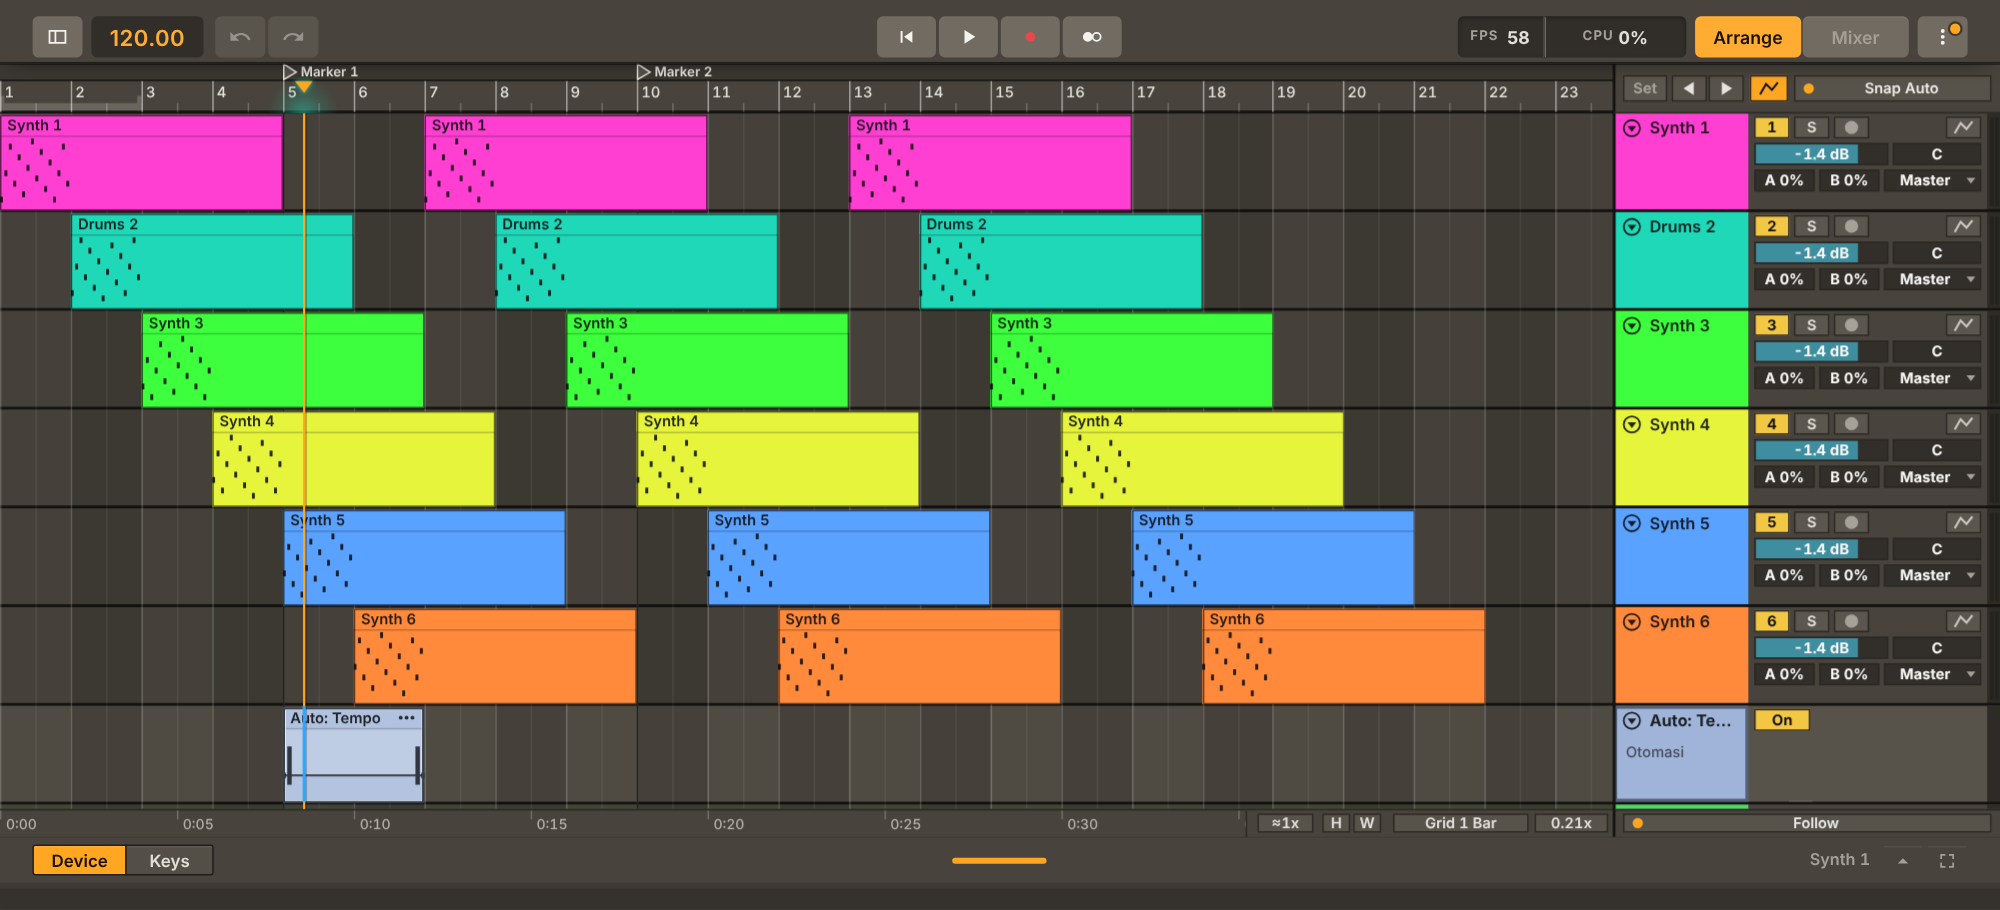 120.00
FPS 58 CPU 0% Arrange Mixer
Marker 1 Marker 2
1 2 3 4 5 6 7 8 9 10 11 12 13 14 15 16 17 18 19 20 21 22 23
Set Snap Auto
Synth 1 Synth 1 Synth 1 Synth 1 1 S
-1.4 dB C
A 0% B 0% Master
Drums 2 Drums 2 Drums 2 Drums 2 2 S
-1.4 dB C
A 0% B 0% Master
Synth 3 Synth 3 Synth 3 Synth 3 3 S
-1.4 dB C
A 0% B 0% Master
Synth 4 Synth 4 Synth 4 Synth 4 4 S
-1.4 dB C
A 0% B 0% Master
Synth 5 Synth 5 Synth 5 Synth 5 5 S
-1.4 dB C
A 0% B 0% Master
Synth 6 Synth 6 Synth 6 Synth 6 6 S
-1.4 dB C
A 0% B 0% Master
Auto: Tempo Auto: Te... On
Otomasi
0:00 0:05 0:10 0:15 0:20 0:25 0:30 ≈1x H W Grid 1 Bar 0.21x Follow
Device Keys Synth 1